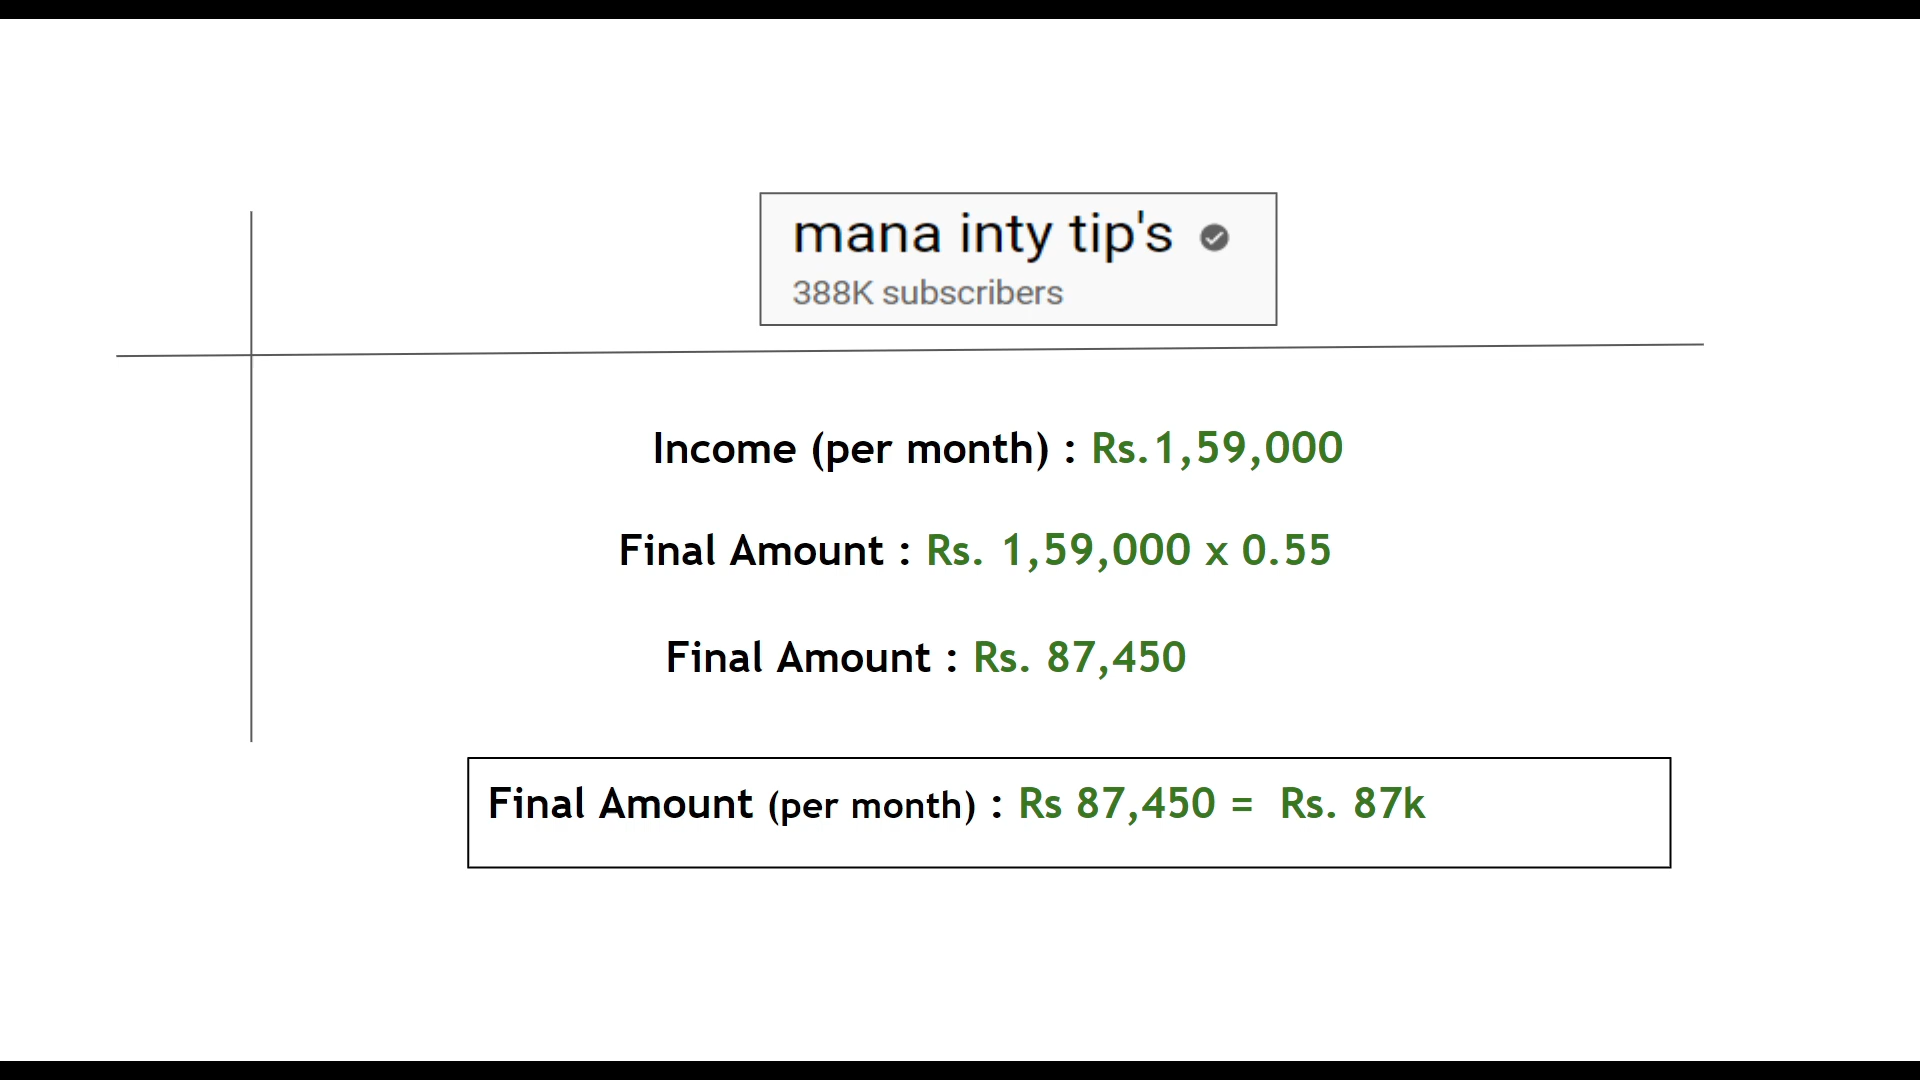 mana inty tip's
388K subscribers
Income (per month) : Rs.1,59,000
Final Amount : Rs. 1,59,000 x 0.55
Final Amount : Rs. 87,450
Final Amount (per month) : Rs 87,450 = Rs. 87k